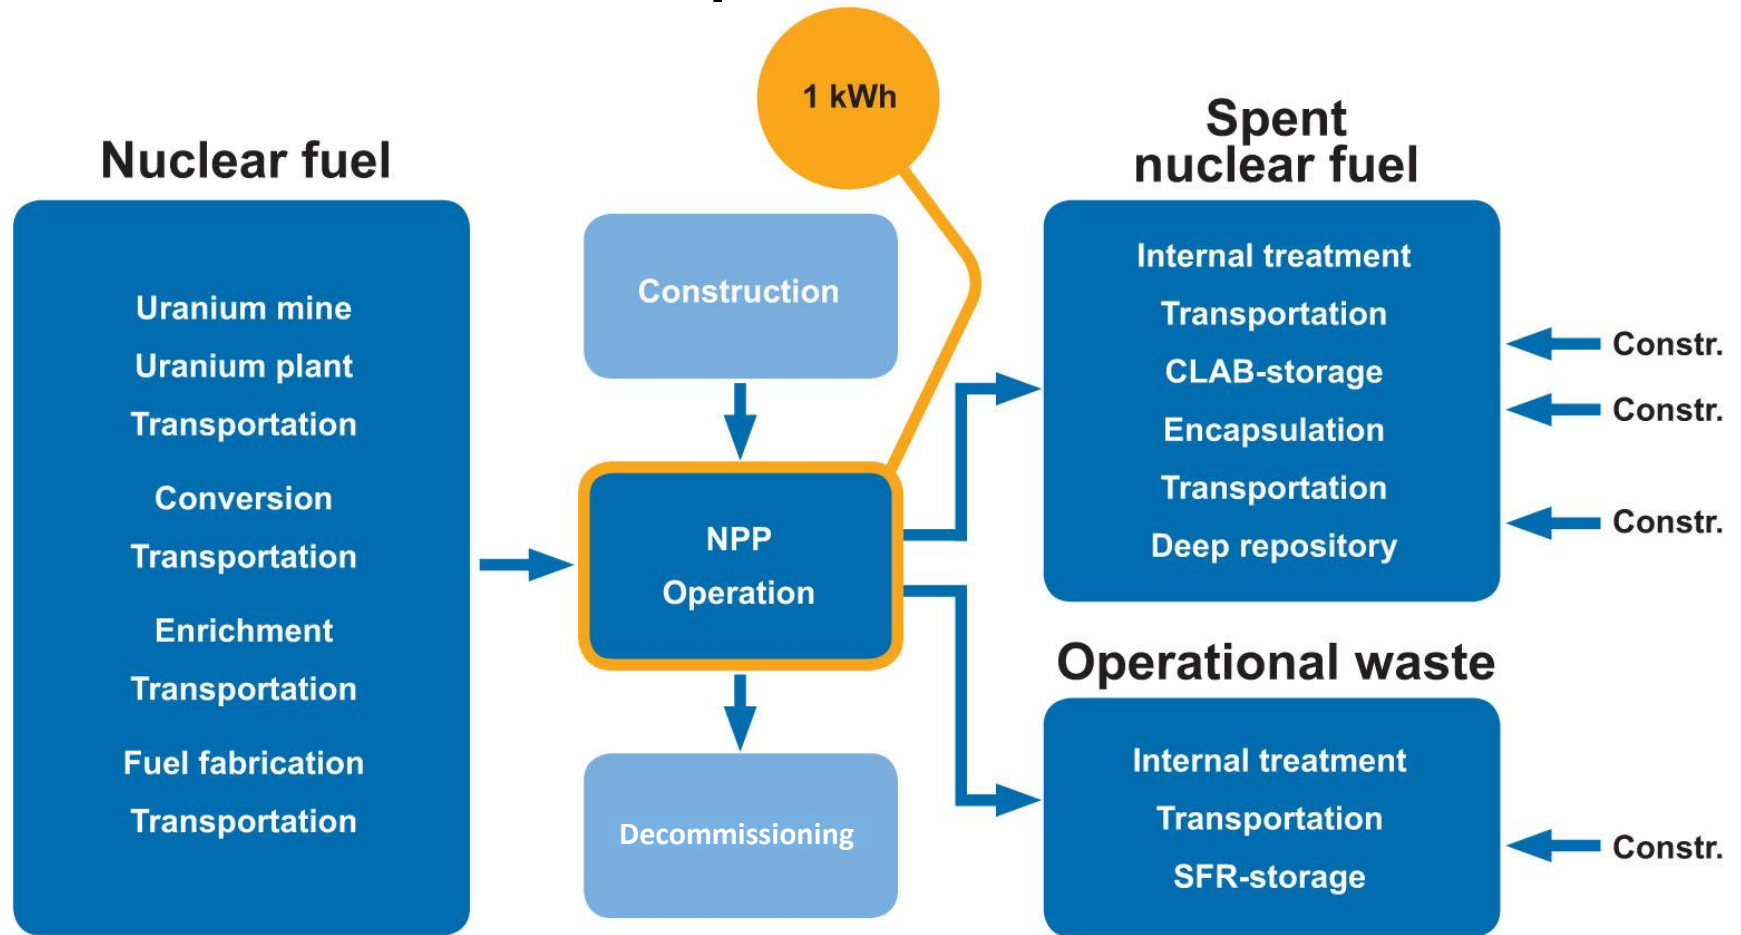 Nuclear fuel
Uranium mine
Uranium plant
Transportation
Conversion
Transportation
Enrichment
Transportation
Fuel fabrication
Transportation
1 kWh
Construction
NPP
Operation
Decommissioning
Spent
nuclear fuel
Internal treatment
Transportation
CLAB-storage
Encapsulation
Transportation
Deep repository
Constr.
Constr.
Constr.
Operational waste
Internal treatment
Transportation
SFR-storage
Constr.